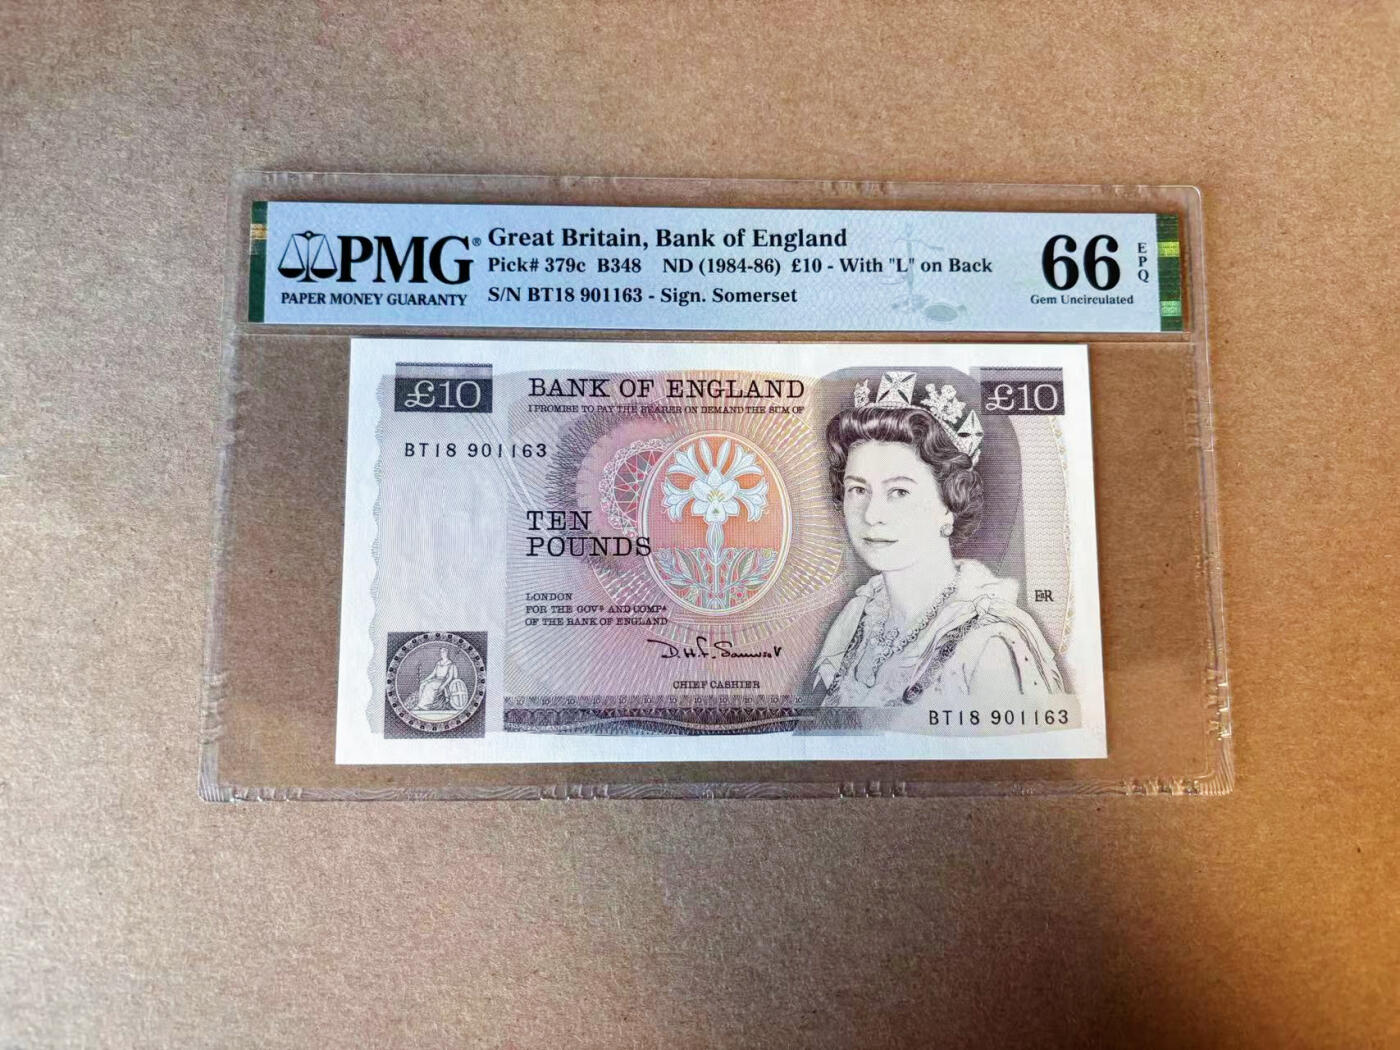 PMG®
PAPER MONEY GUARANTY
Great Britain, Bank of England
Pick# 379c B348 ND (1984-86) £10 - With "L" on Back
S/N BT18 901163 - Sign. Somerset
66
EPQ
Gem Uncirculated
£10
BANK OF ENGLAND
£10
I PROMISE TO PAY THE BEARER ON DEMAND THE SUM OF
BT18 901163
TEN
POUNDS
LONDON
FOR THE GOVR AND COMPA
OF THE BANK OF ENGLAND
E2R
D.H.F. Somerset
CHIEF CASHIER
BT18 901163